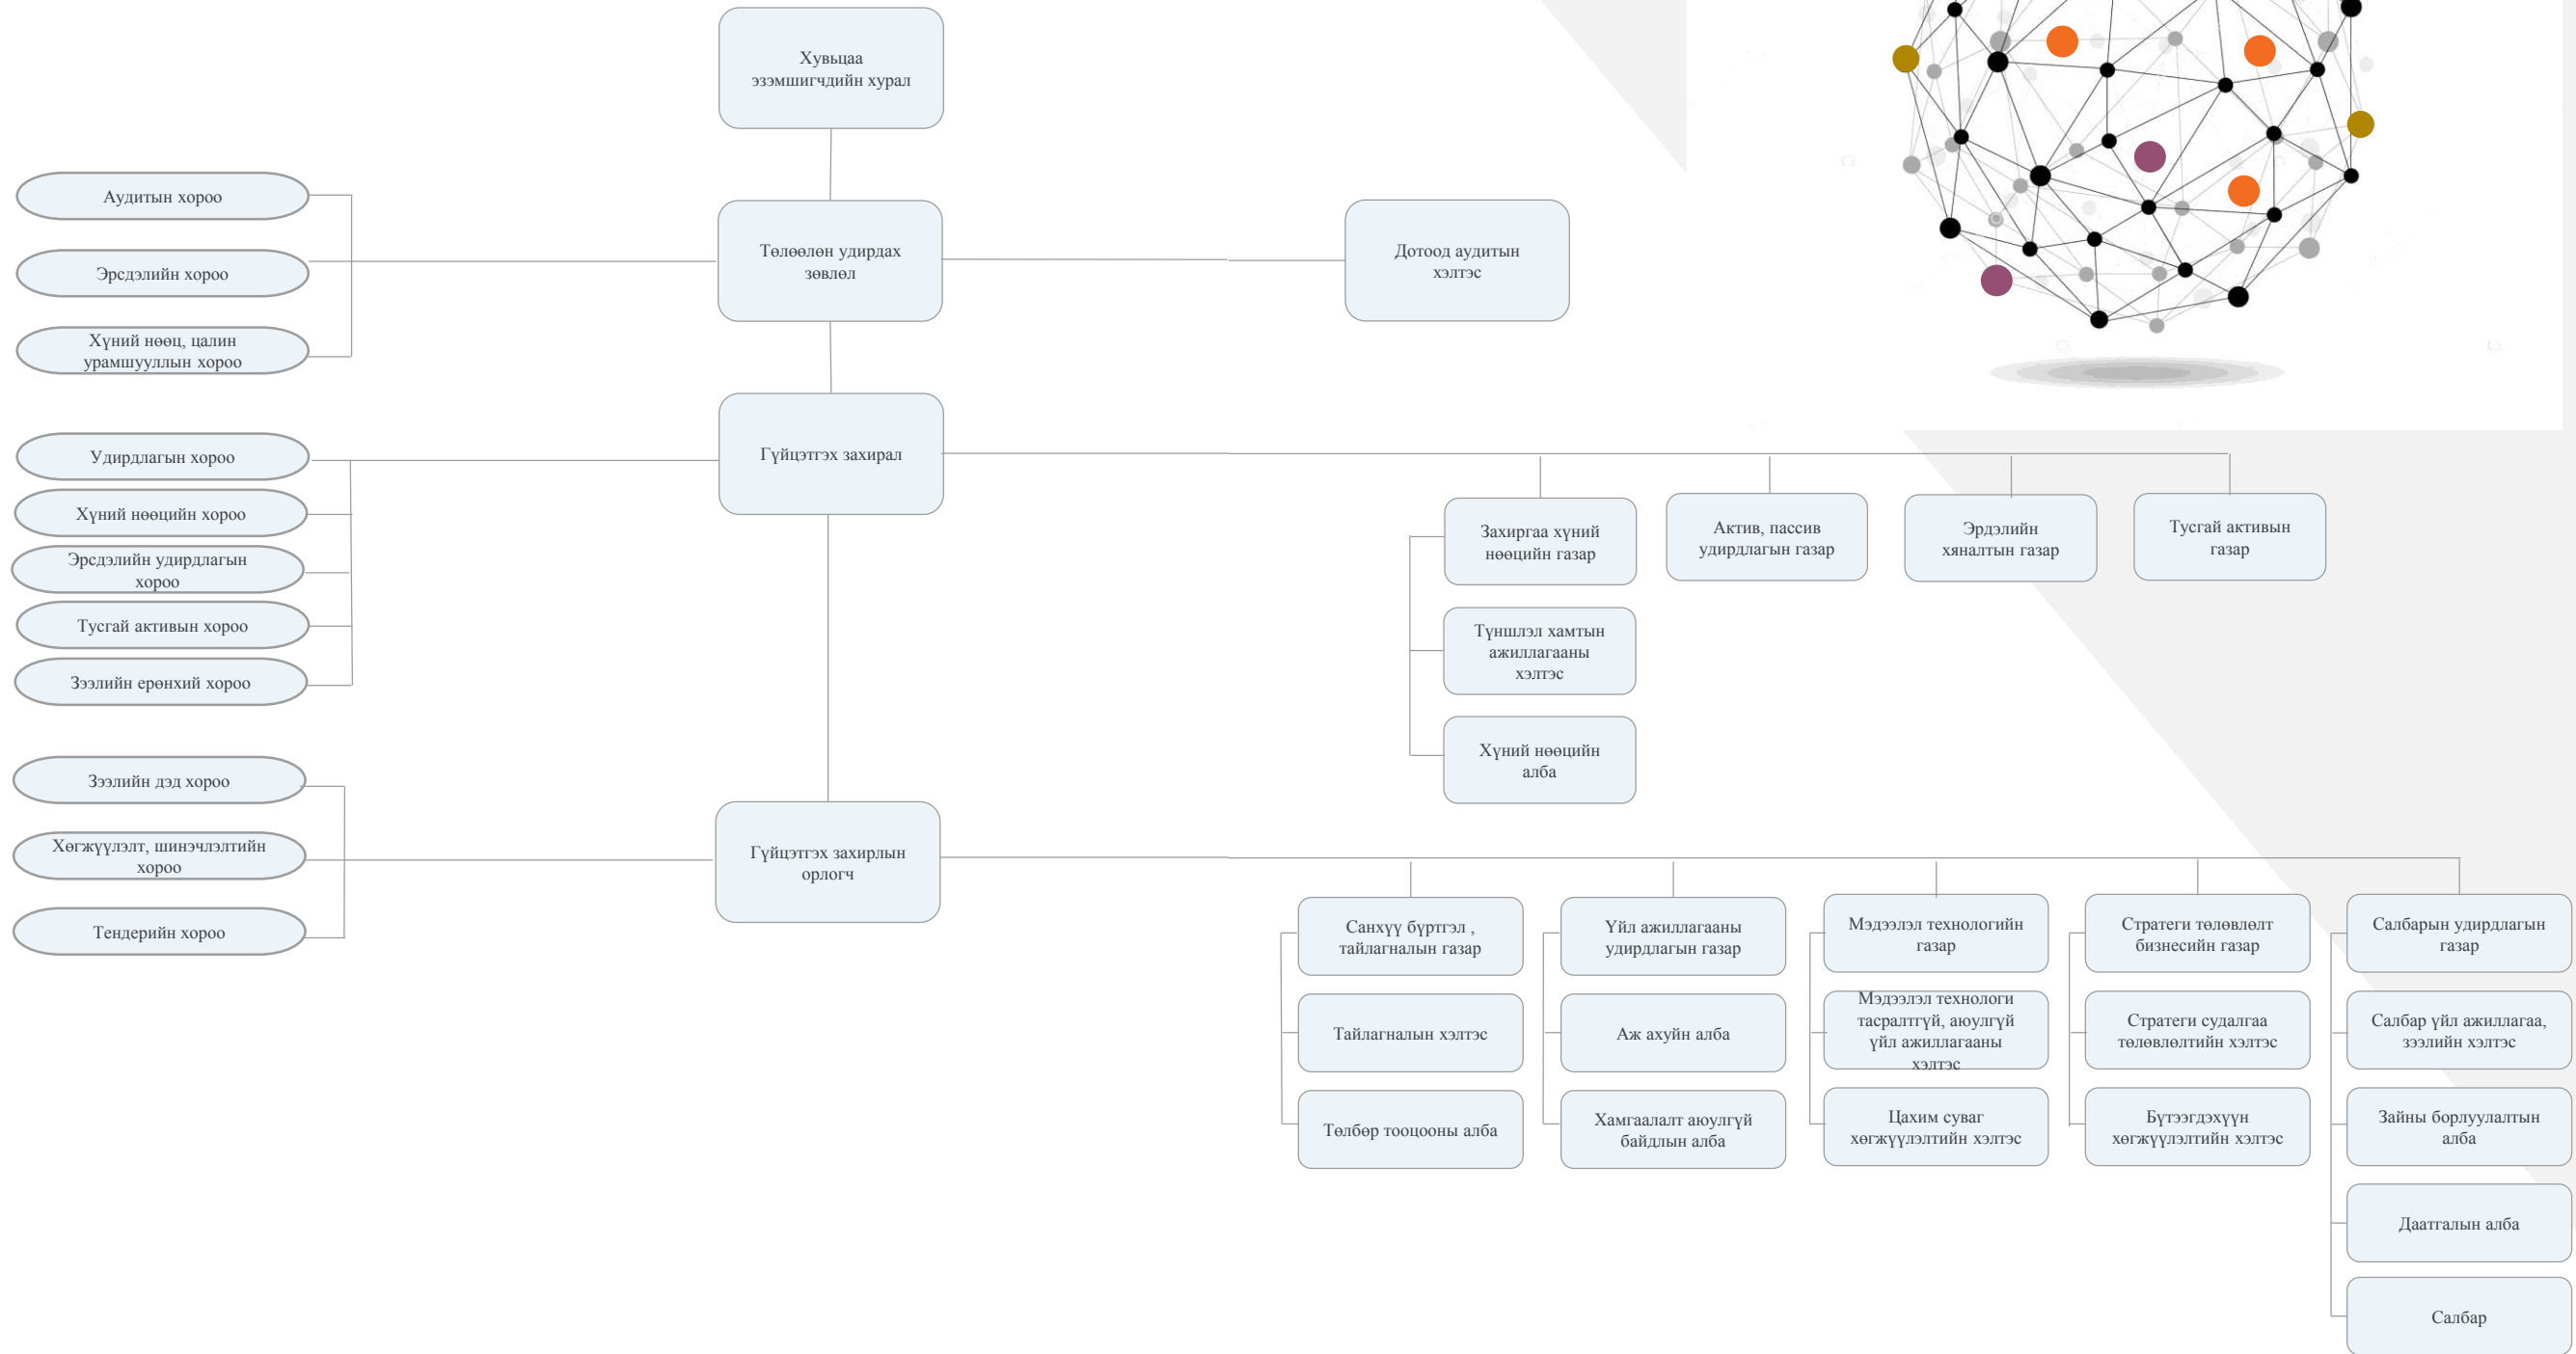 Хувьцаа
эзэмшигчдийн хурал
Аудитын хороо
Эрсдэлийн хороо
Хүний нөөц, цалин
урамшууллын хороо
Төлөөлөн удирдах
зөвлөл
Дотоод аудитын
хэлтэс
Гүйцэтгэх захирал
Удирдлагын хороо
Хүний нөөцийн хороо
Эрсдэлийн удирдлагын
хороо
Тусгай активын хороо
Зээлийн ерөнхий хороо
Захиргаа хүний
нөөцийн газар
Актив, пассив
удирдлагын газар
Эрдэлийн
хяналтын газар
Тусгай активын
газар
Түншлэл хамтын
ажиллагааны
хэлтэс
Хүний нөөцийн
алба
Зээлийн дэд хороо
Хөгжүүлэлт, шинэчлэлтийн
хороо
Тендерийн хороо
Гүйцэтгэх захирлын
орлогч
Санхүү бүртгэл ,
тайлагналын газар
Үйл ажиллагааны
удирдлагын газар
Мэдээлэл технологийн
газар
Стратеги төлөвлөлт
бизнесийн газар
Салбарын удирдлагын
газар
Тайлагналын хэлтэс
Аж ахуйн алба
Мэдээлэл технологи
тасралтгүй, аюулгүй
үйл ажиллагааны
хэлтэс
Стратеги судалгаа
төлөвлөлтийн хэлтэс
Салбар үйл ажиллагаа,
зээлийн хэлтэс
Төлбөр тооцооны алба
Хамгаалалт аюулгүй
байдлын алба
Цахим суваг
хөгжүүлэлтийн хэлтэс
Бүтээгдэхүүн
хөгжүүлэлтийн хэлтэс
Зайны борлуулалтын
алба
Даатгалын алба
Салбар